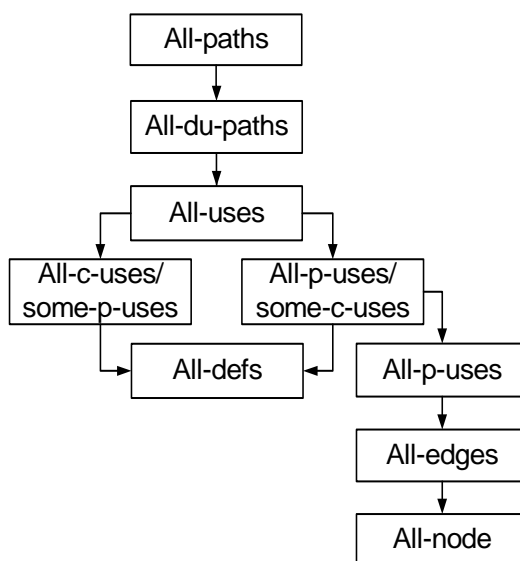 All-paths
All-du-paths
All-uses
All-c-uses/
some-p-uses
All-p-uses/
some-c-uses
All-defs
All-p-uses
All-edges
All-node